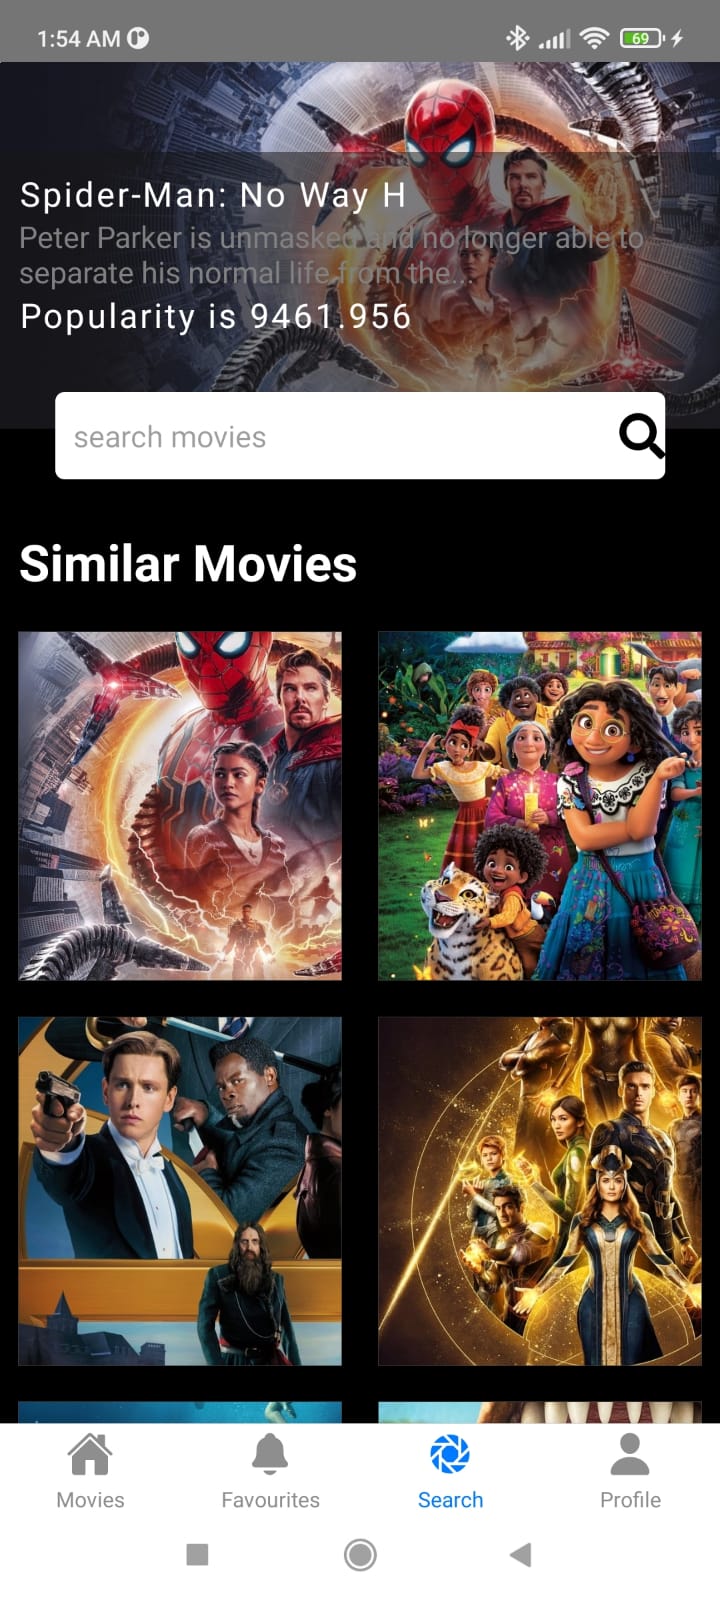 1:54 AM
69
Spider-Man: No Way H
Peter Parker is unmasked and no longer able to
separate his normal life from the...
Popularity is 9461.956
search movies
Similar Movies
Movies
Favourites
Search
Profile